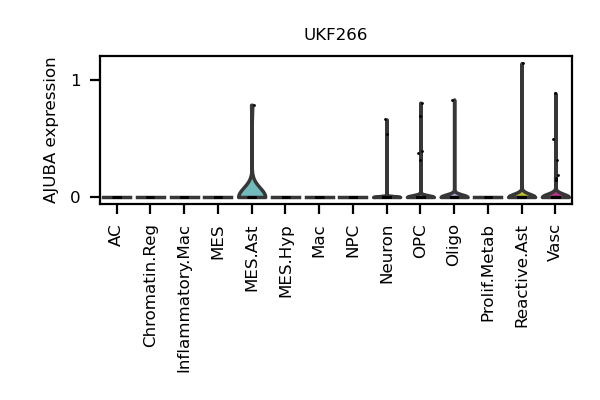 UKF266
AJUBA expression
1
0
AC
Chromatin.Reg
Inflammatory.Mac
MES
MES.Ast
MES.Hyp
Mac
NPC
Neuron
OPC
Oligo
Prolif.Metab
Reactive.Ast
Vasc